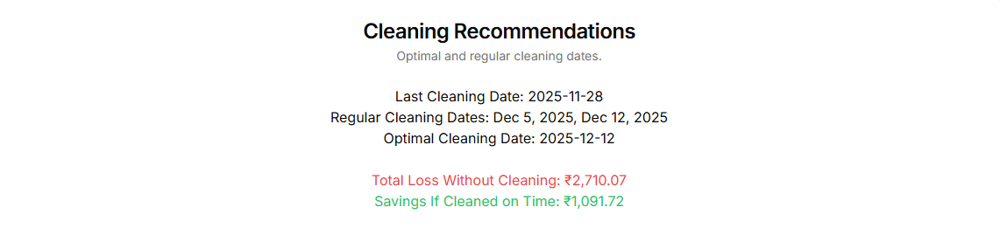 Cleaning Recommendations
Optimal and regular cleaning dates.
Last Cleaning Date: 2025-11-28
Regular Cleaning Dates: Dec 5, 2025, Dec 12, 2025
Optimal Cleaning Date: 2025-12-12
Total Loss Without Cleaning: ₹2,710.07
Savings If Cleaned on Time: ₹1,091.72